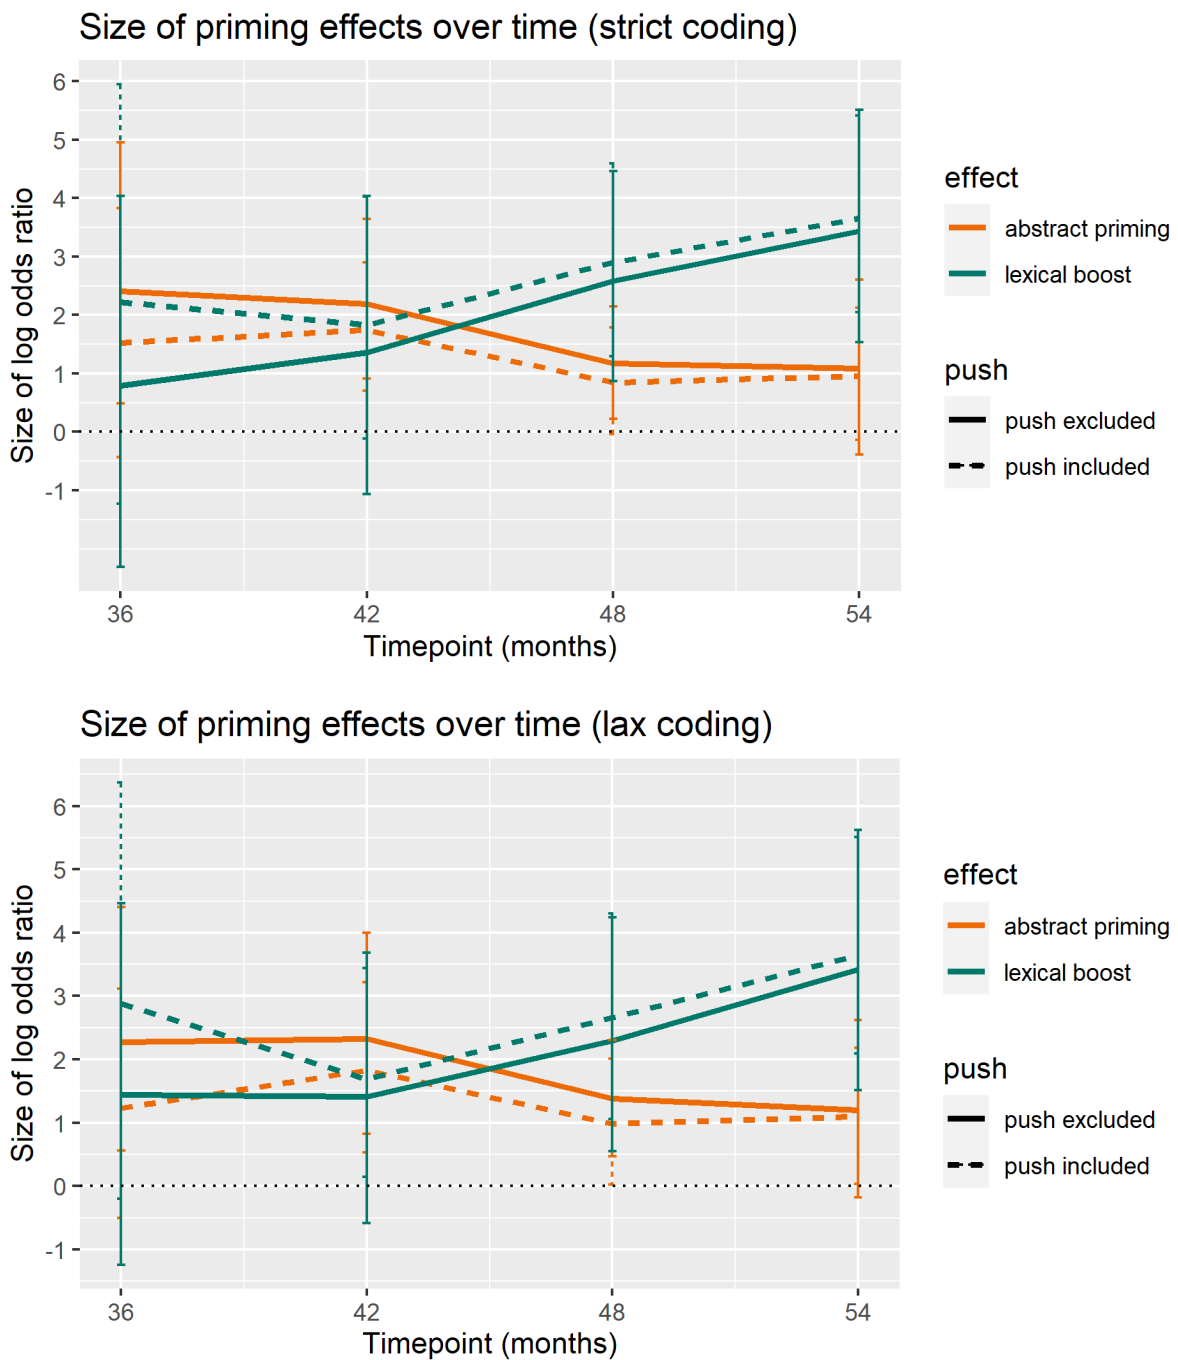 Size of priming effects over time (strict coding)
6
5
4
3
2
1
0
-1
Size of log odds ratio
36
42
48
54
Timepoint (months)
effect
abstract priming
lexical boost
push
push excluded
push included
Size of priming effects over time (lax coding)
6
5
4
3
2
1
0
-1
Size of log odds ratio
36
42
48
54
Timepoint (months)
effect
abstract priming
lexical boost
push
push excluded
push included